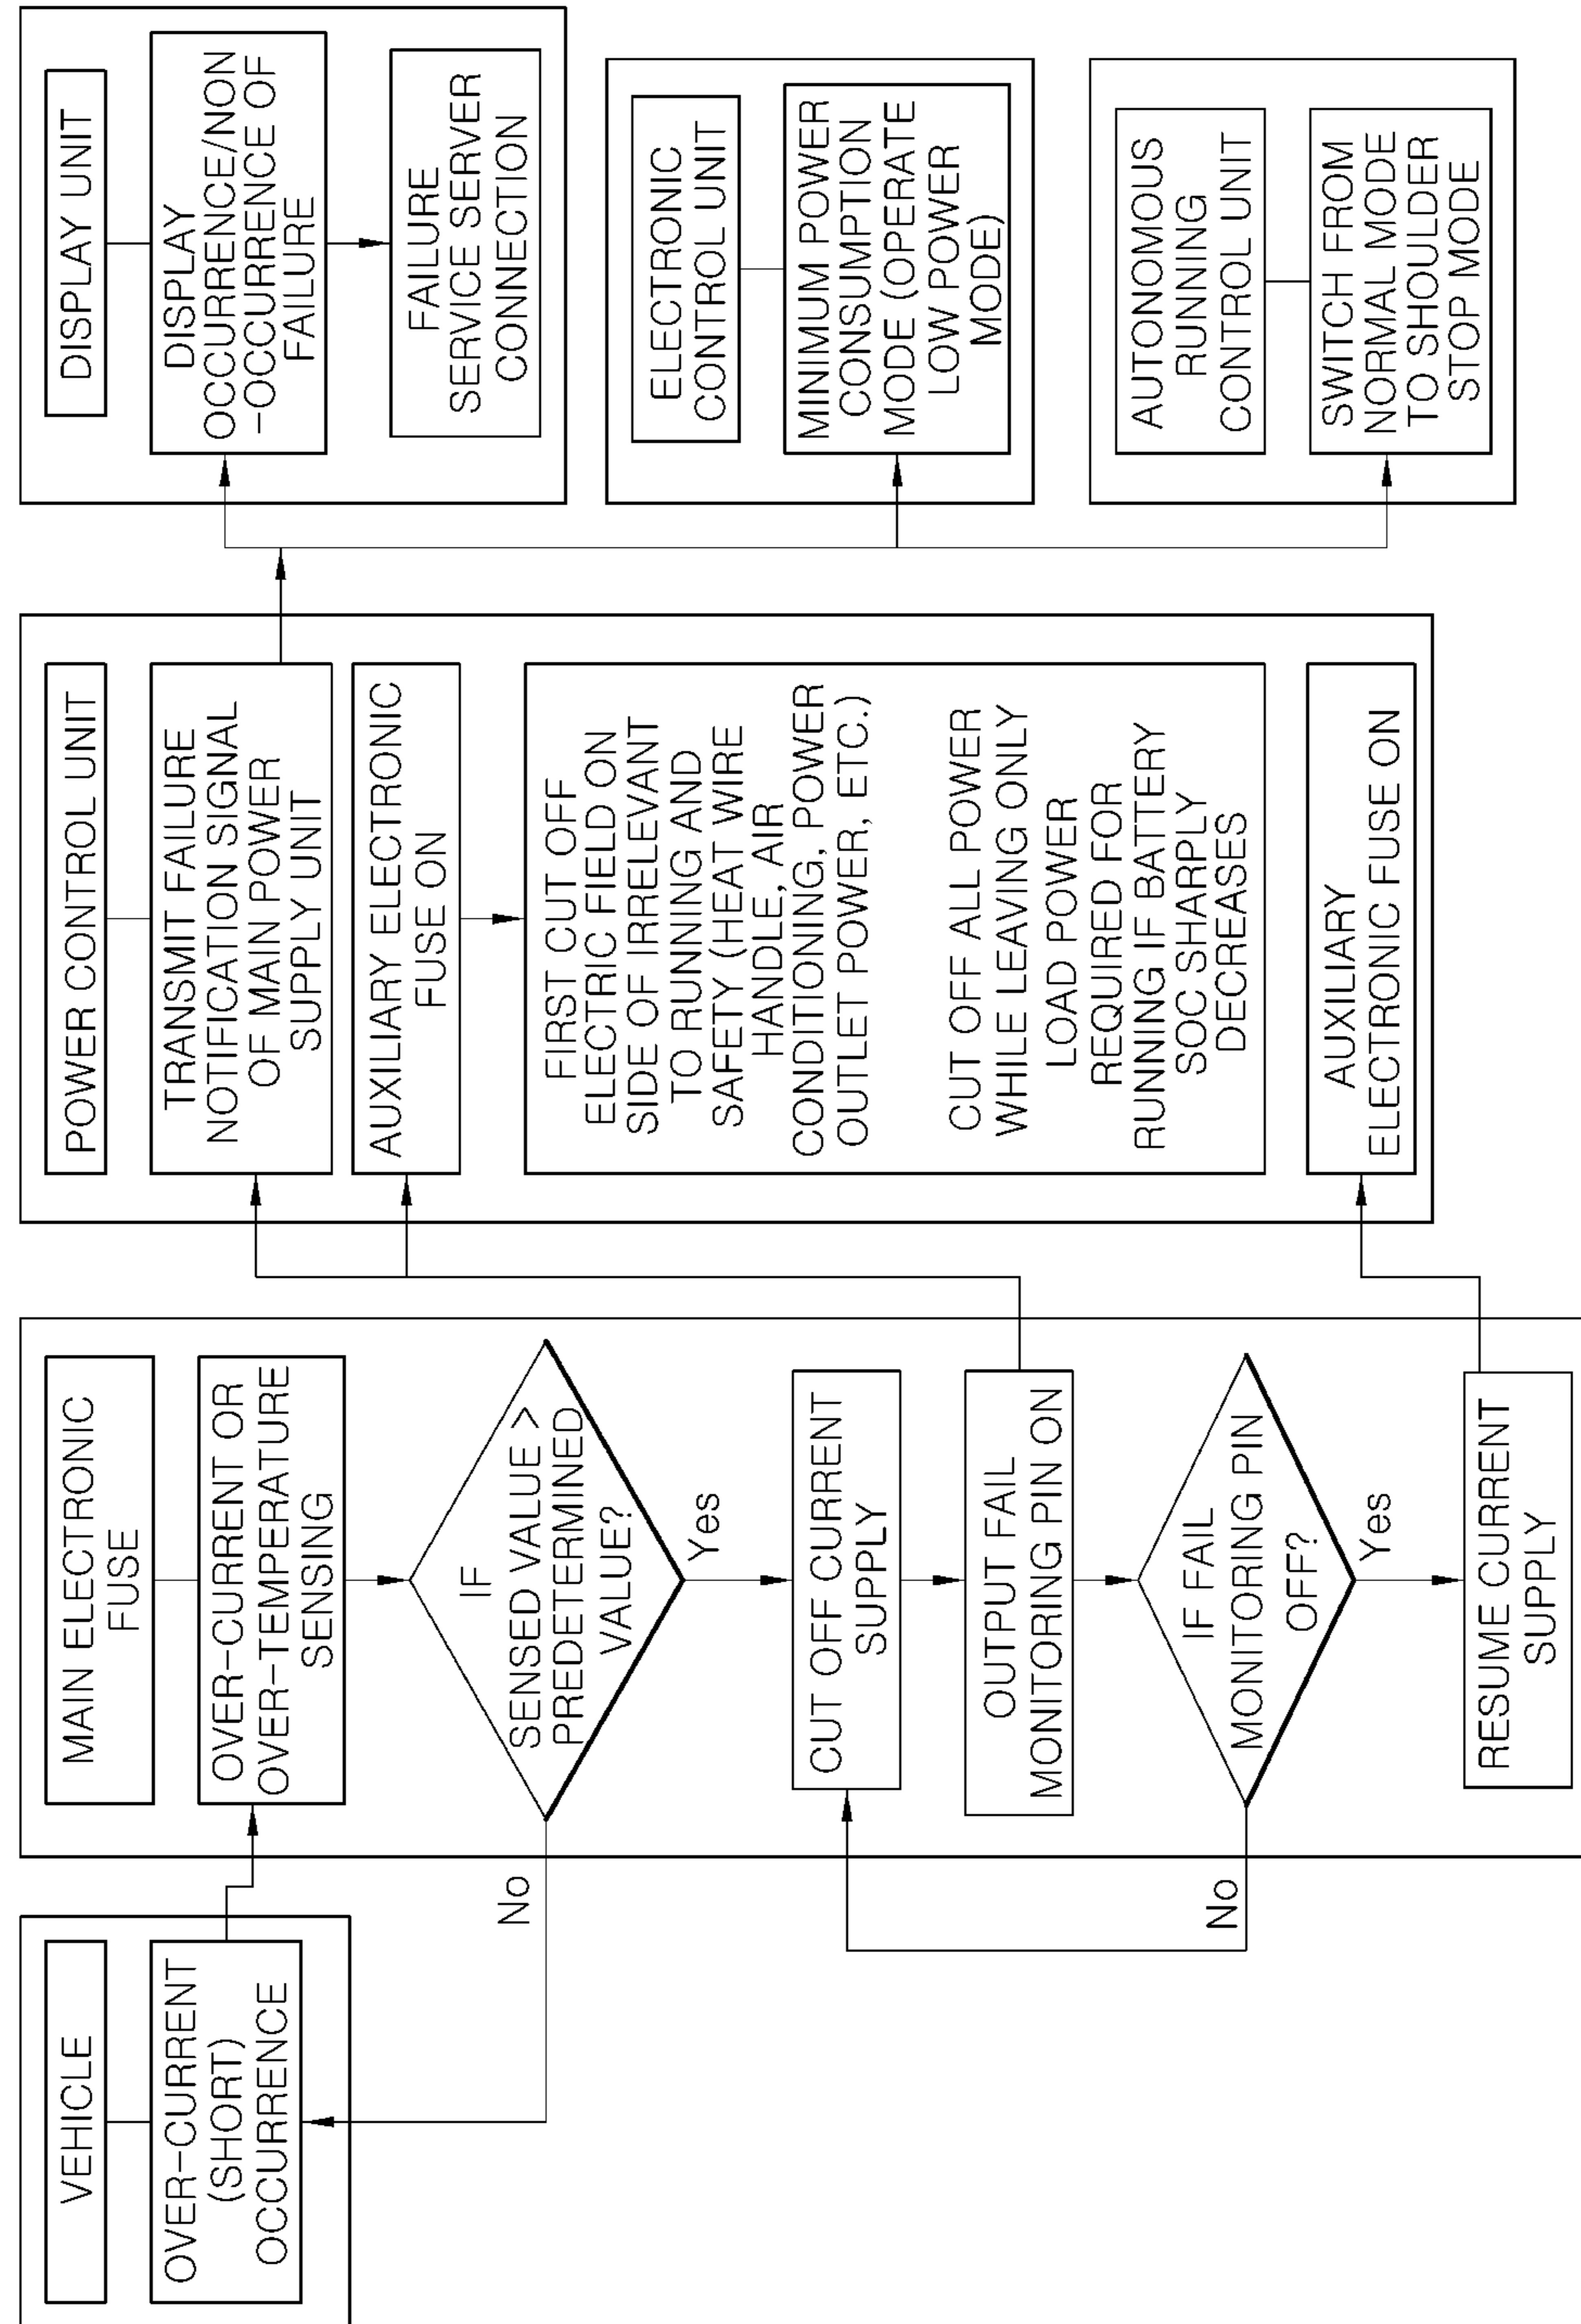 VEHICLE
OVER-CURRENT
(SHORT)
OCCURRENCE
No
No
MAIN ELECTRONIC
FUSE
OVER-CURRENT OR
OVER-TEMPERATURE
SENSING
IF
SENSED VALUE >
PREDETERMINED
VALUE?
Yes
CUT OFF CURRENT
SUPPLY
OUTPUT FAIL
MONITORING PIN ON
IF FAIL
MONITORING PIN
OFF?
Yes
RESUME CURRENT
SUPPLY
POWER CONTROL UNIT
TRANSMIT FAILURE
NOTIFICATION SIGNAL
OF MAIN POWER
SUPPLY UNIT
AUXILIARY ELECTRONIC
FUSE ON
FIRST CUT OFF
ELECTRIC FIELD ON
SIDE OF IRRELEVANT
TO RUNNING AND
SAFETY (HEAT WIRE
HANDLE, AIR
CONDITIONING, POWER
OUTLET POWER, ETC.)
CUT OFF ALL POWER
WHILE LEAVING ONLY
LOAD POWER
REQUIRED FOR
RUNNING IF BATTERY
SOC SHARPLY
DECREASES
AUXILIARY
ELECTRONIC FUSE ON
DISPLAY UNIT
DISPLAY
OCCURRENCE/NON
-OCCURRENCE OF
FAILURE
FAILURE
SERVICE SERVER
CONNECTION
ELECTRONIC
CONTROL UNIT
MINIMUM POWER
CONSUMPTION
MODE (OPERATE
LOW POWER
MODE)
AUTONOMOUS
RUNNING
CONTROL UNIT
SWITCH FROM
NORMAL MODE
TO SHOULDER
STOP MODE